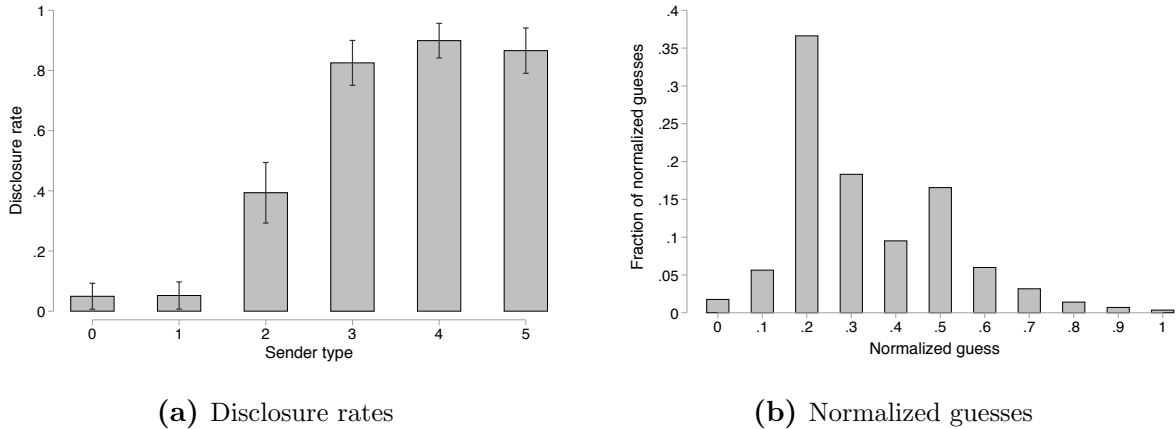 1
.8
.6
.4
.2
0
Disclosure rate
0 1 2 3 4 5
Sender type
(a) Disclosure rates
.4
.35
.3
.25
.2
.15
.1
.05
0
Fraction of normalized guesses
0 .1 .2 .3 .4 .5 .6 .7 .8 .9 1
Normalized guess
(b) Normalized guesses